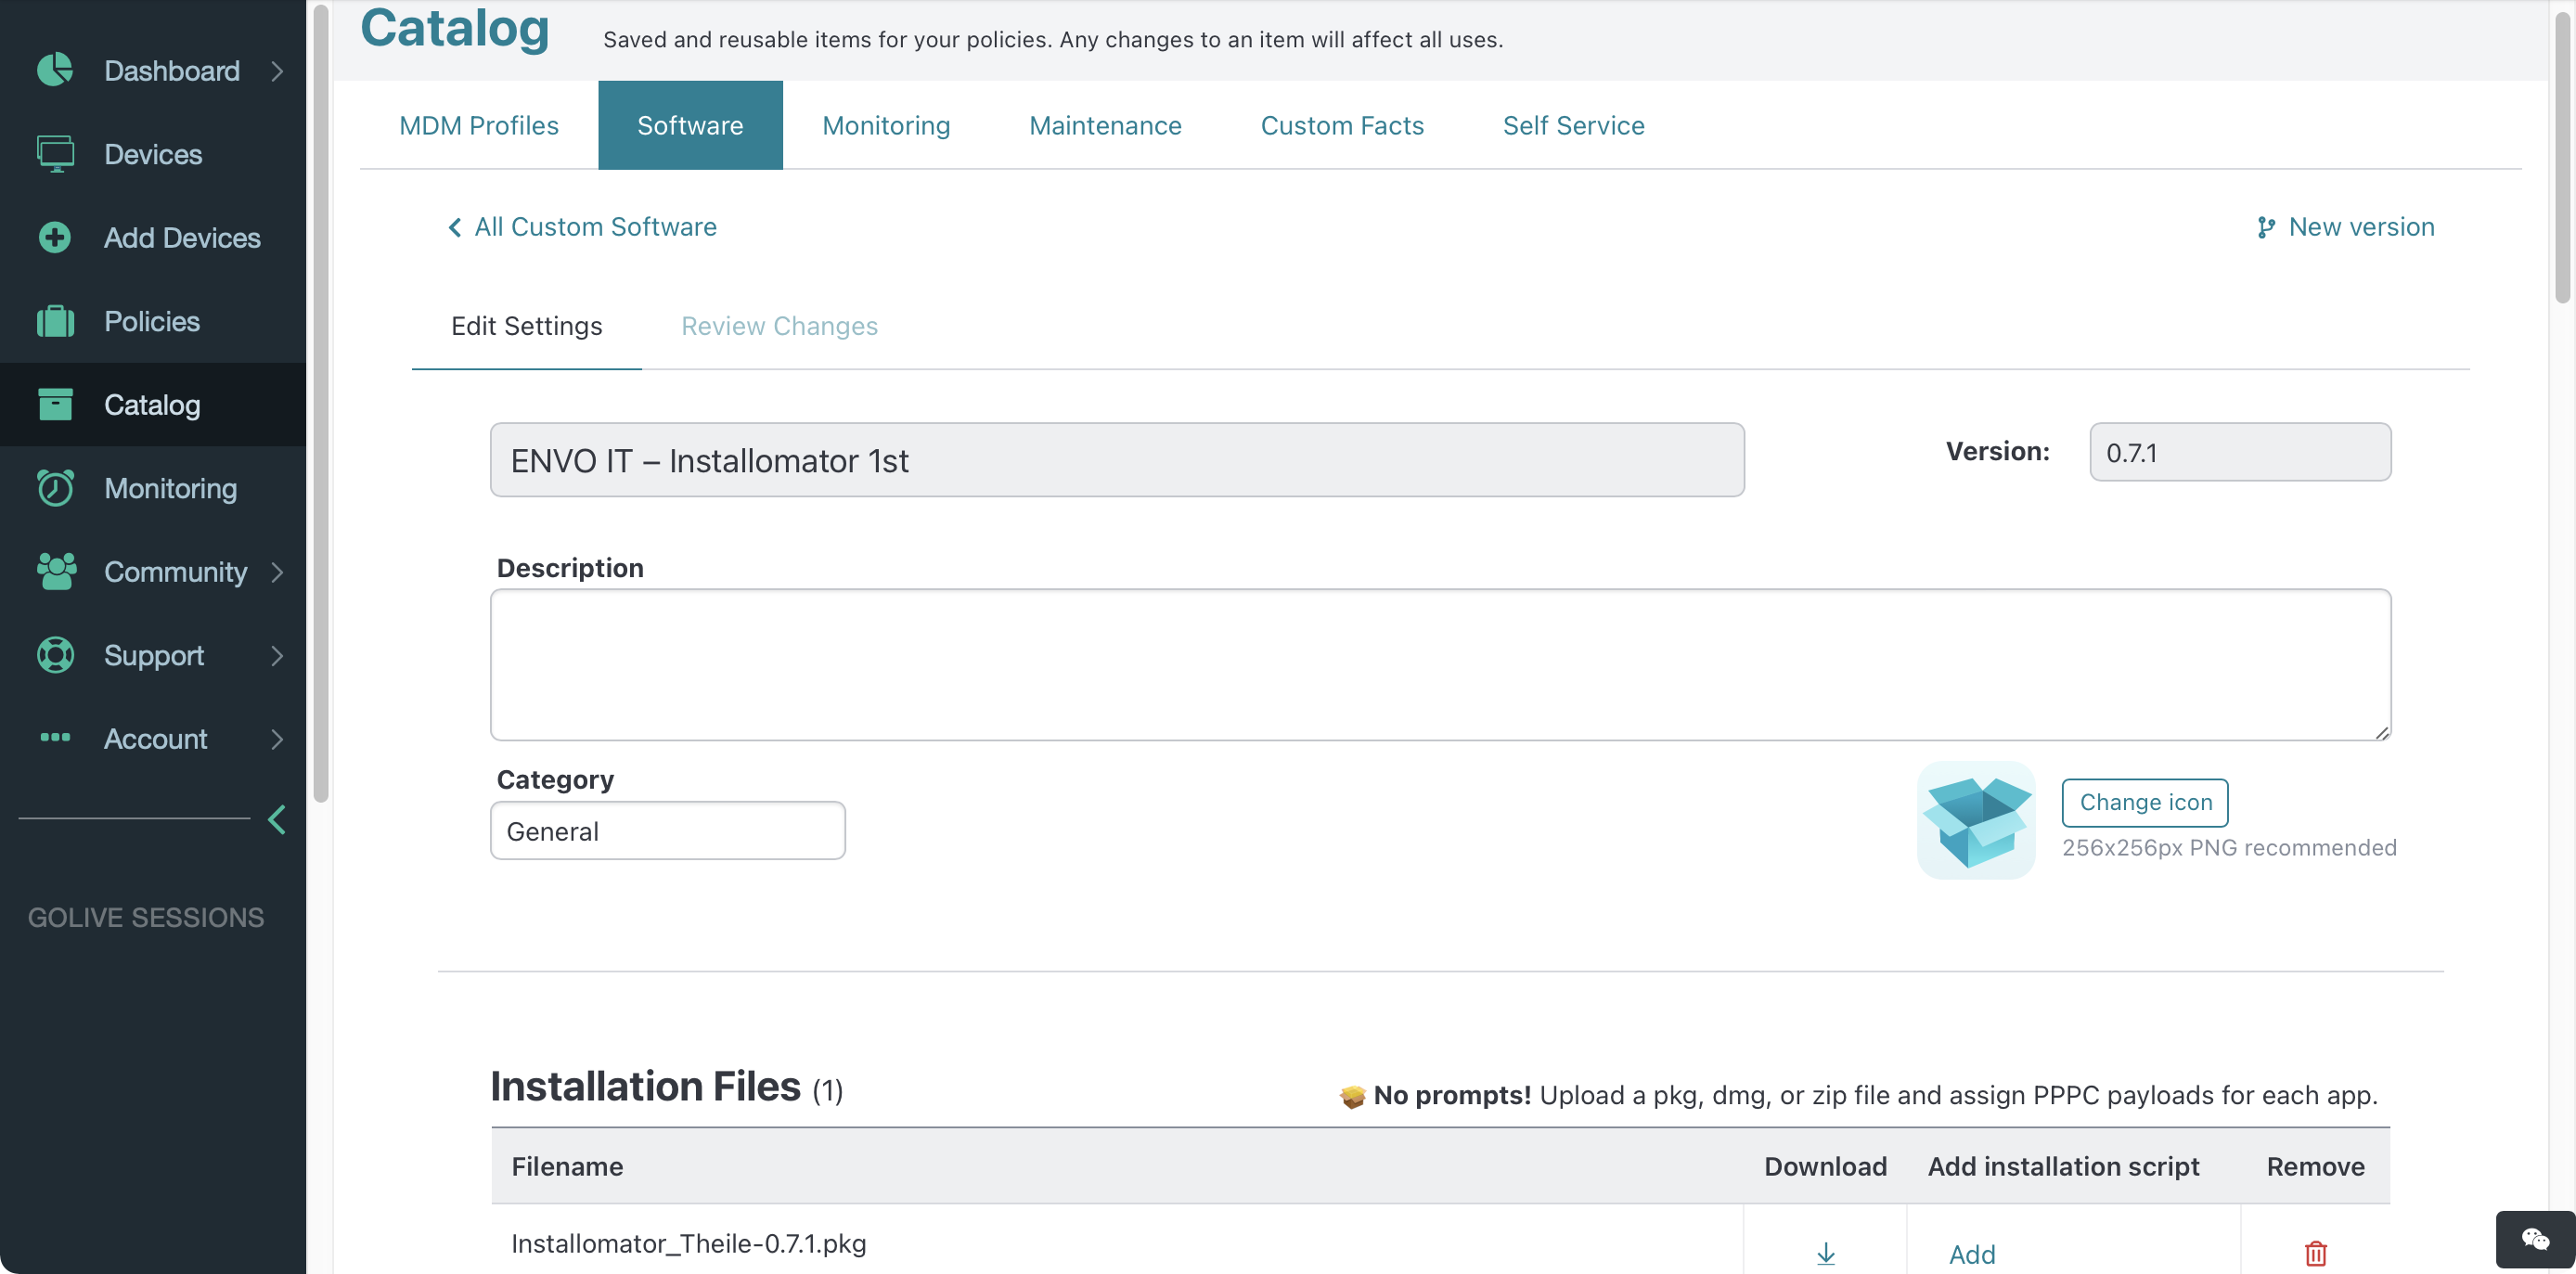 Catalog
Saved and reusable items for your policies. Any changes to an item will affect all uses.
Dashboard
Devices
Add Devices
Policies
Catalog
Monitoring
Community
Support
Account
GOLIVE SESSIONS
MDM Profiles Software Monitoring Maintenance Custom Facts Self Service
All Custom Software
New version
Edit Settings Review Changes
ENVO IT – Installomator 1st
Version: 0.7.1
Description
Category
General
Change icon
256x256px PNG recommended
Installation Files (1)
No prompts! Upload a pkg, dmg, or zip file and assign PPPC payloads for each app.
Filename Download Add installation script Remove
Installomator_Theile-0.7.1.pkg Add